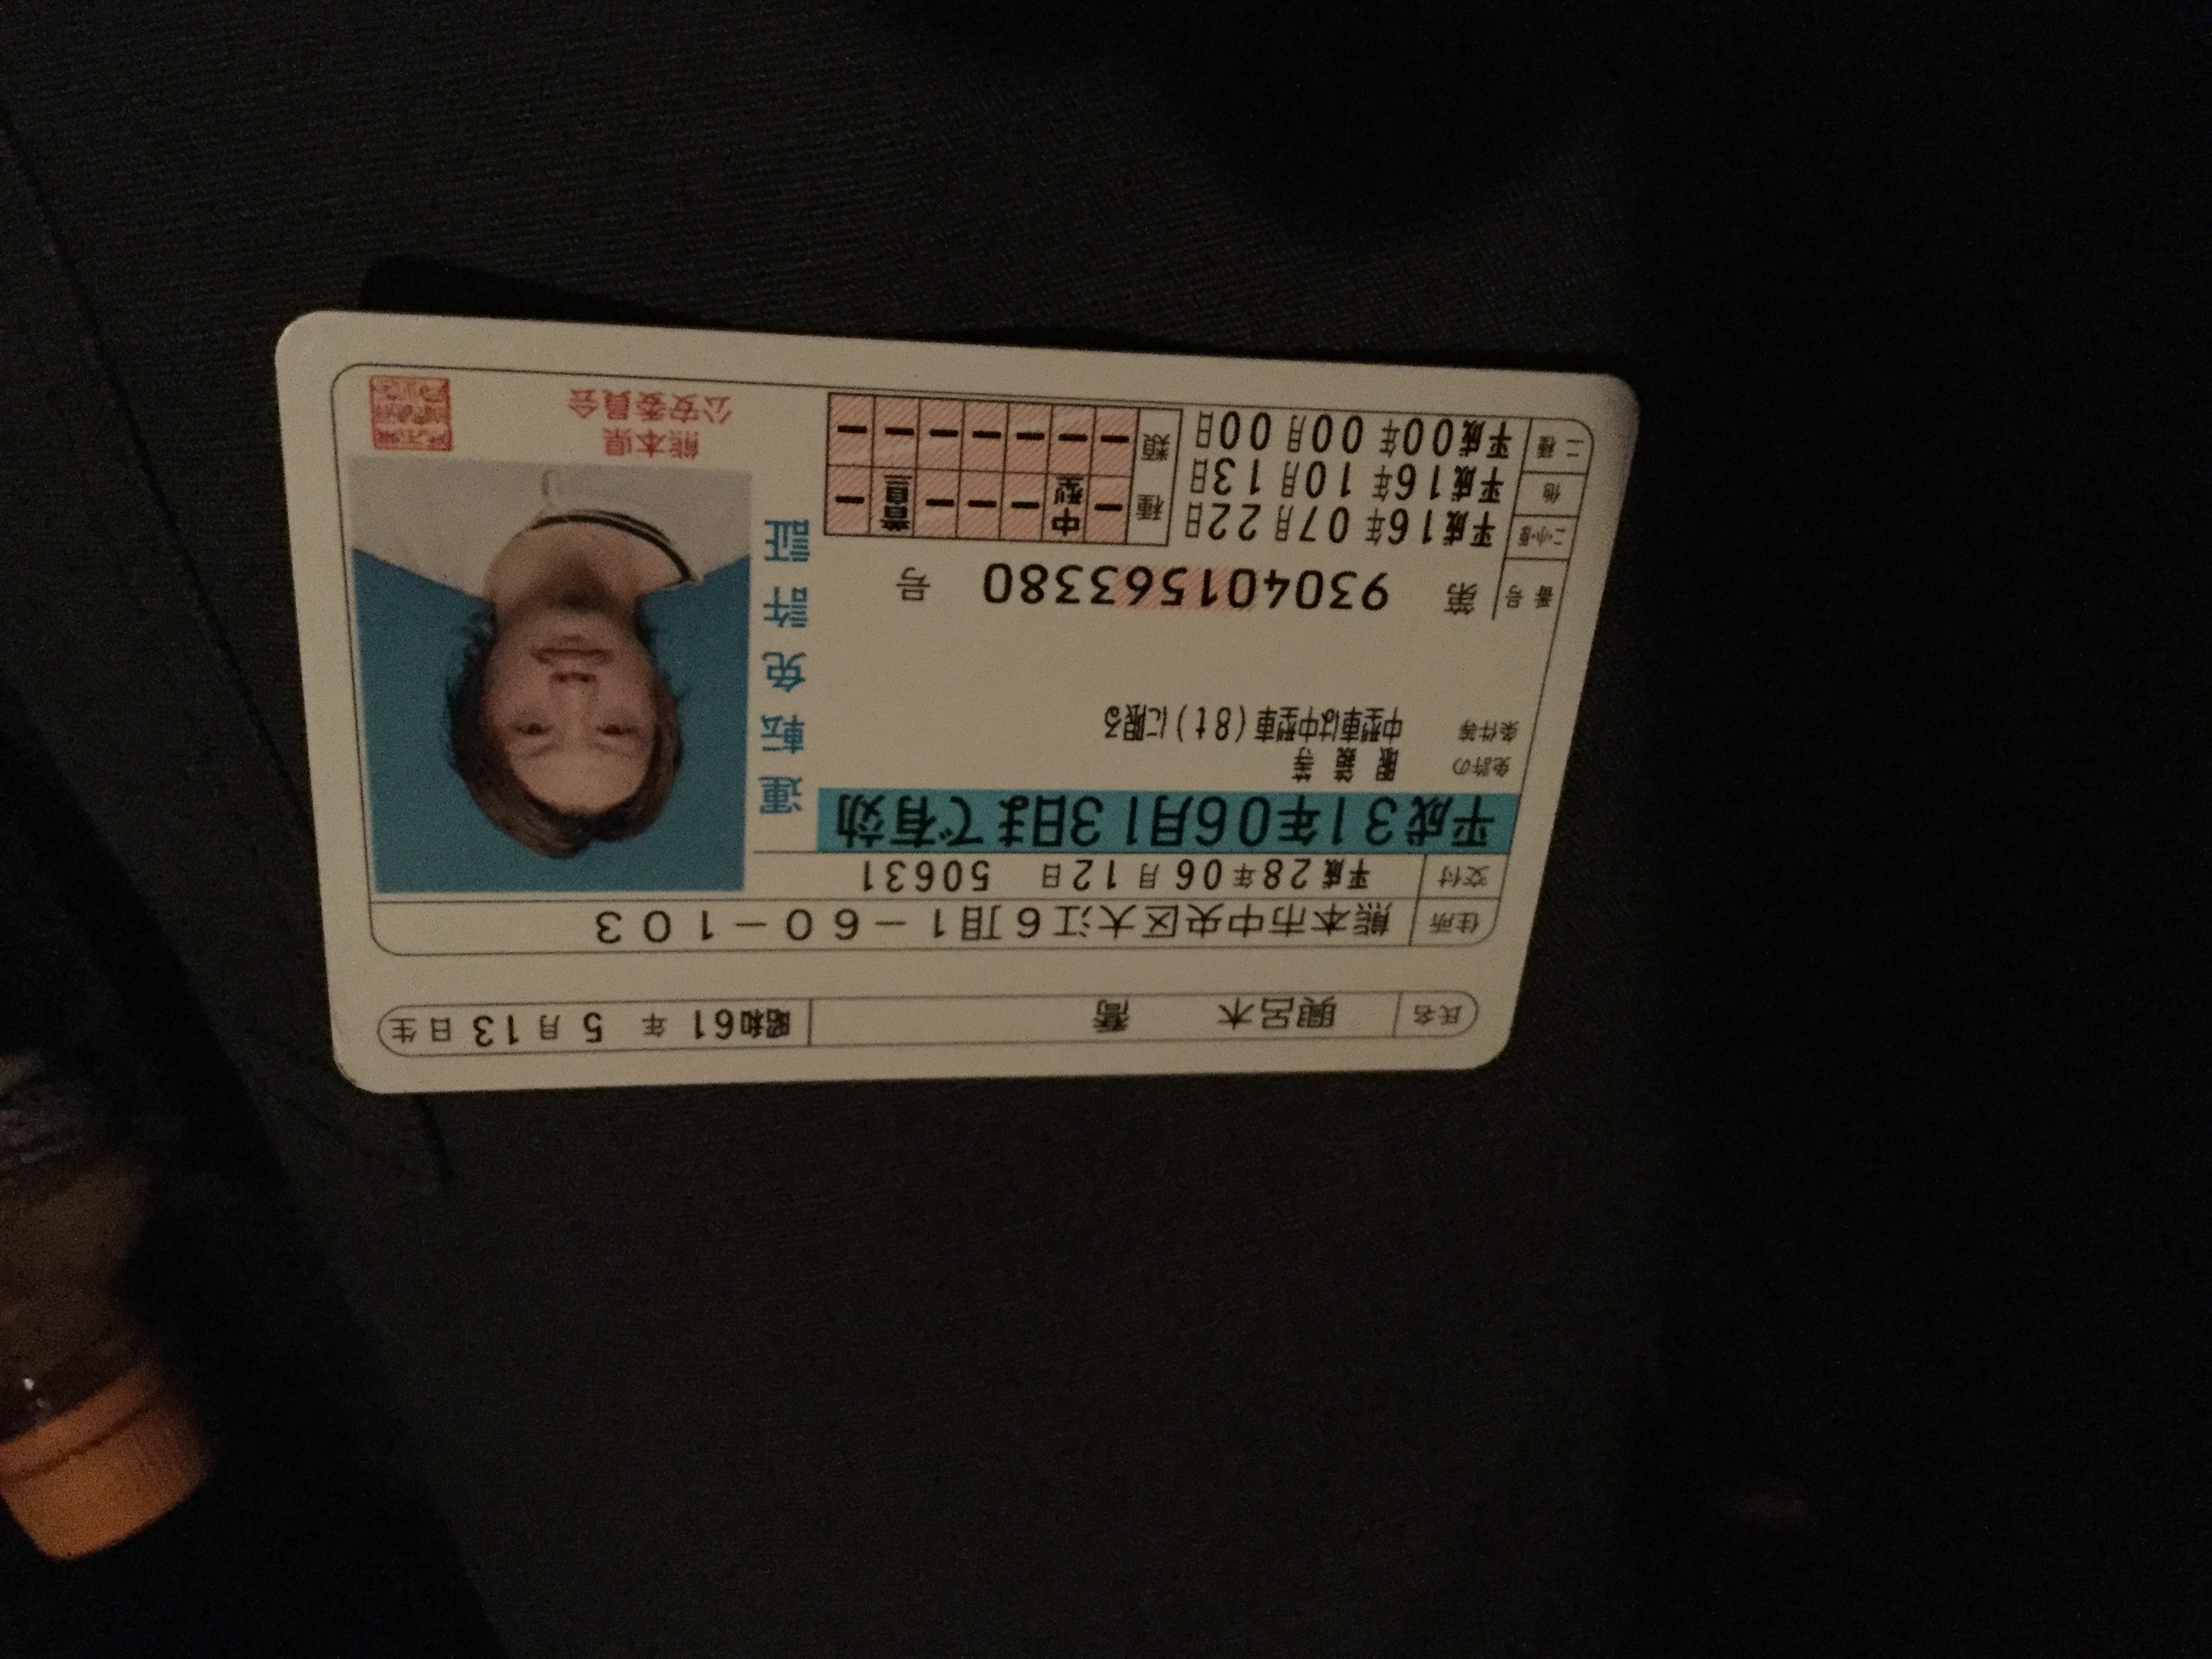 氏名 興呂木 喬 昭和61年 5月13日生
住所 熊本市中央区大江6丁目1-60-103
交付 平成28年06月12日 50631
平成31年06月13日まで有効
免許の 眼鏡等
条件等 中型車は中型車(8t)に限る
番号 第 930401563380 号
二・小・原 平成16年07月22日
他 平成16年10月13日
二種 平成00年00月00日
種類 ー 中型 ー ー ー 普自二 ー
ー ー ー ー ー ー ー
運転免許証
熊本県
公安委員会